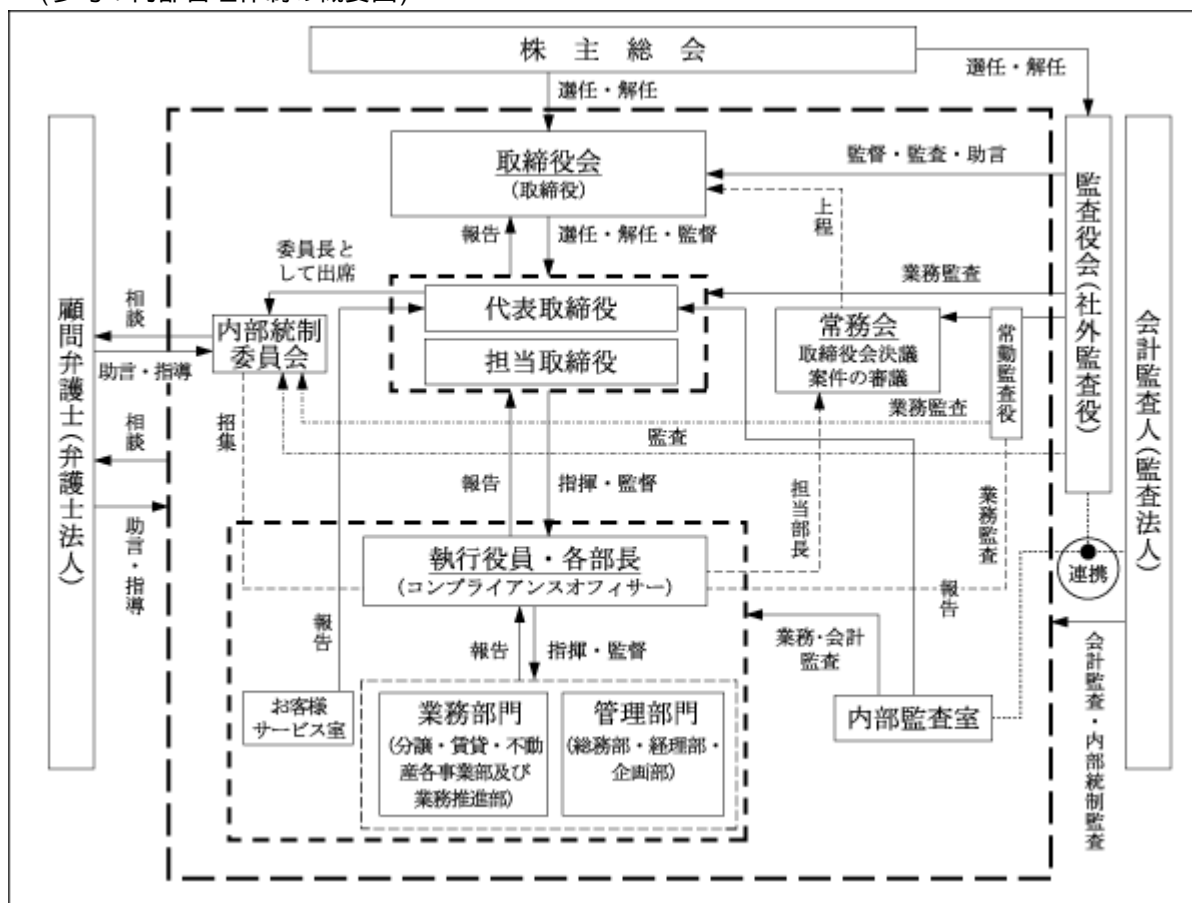 株主総会
選任・解任
選任・解任
取締役会
(取締役)
監督・監査・助言
上程
報告
選任・解任・監督
委員長と
して出席
業務監査
代表取締役
担当取締役
常務会
取締役会決議
案件の審議
常勤監査役
監査役会(社外監査役)
会計監査人(監査法人)
顧問弁護士(弁護士法人)
相談
助言・指導
内部統制
委員会
業務監査
監査
招集
相談
助言・指導
報告
指揮・監督
担当部長
業務監査
連携
執行役員・各部長
(コンプライアンスオフィサー)
報告
報告
報告
指揮・監督
業務・会計
監査
会計監査・内部統制監査
お客様
サービス室
業務部門
(分譲・賃貸・不動
産各事業部及び
業務推進部)
管理部門
(総務部・経理部・
企画部)
内部監査室